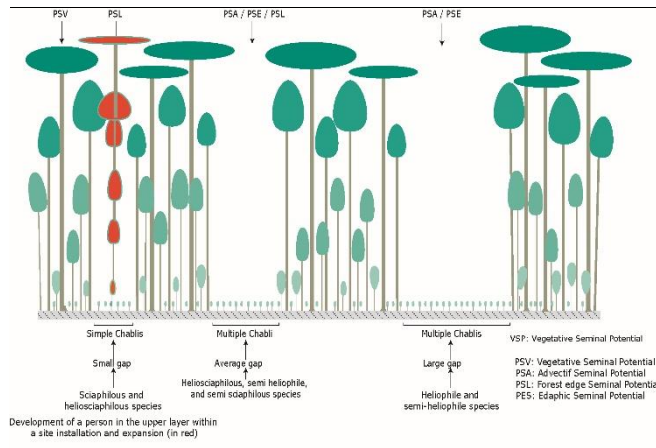 PSV
PSL
PSA / PSE / PSL
PSA / PSE
Simple Chablis
Multiple Chabli
Multiple Chablis
VSP: Vegetative Seminal Potential
Small gap
Average gap
Large gap
PSV: Vegetative Seminal Potential
PSA: Advectif Seminal Potential
PSL: Forest edge Seminal Potentia
PES: Edaphic Seminal Potential
Sciaphilous and
heliosciaphilous species
Heliosciaphilous, semi heliophile,
and semi sciaphilous species
Heliophile and
semi-heliophile species
Development of a person in the upper layer within
a site installation and expansion (in red)